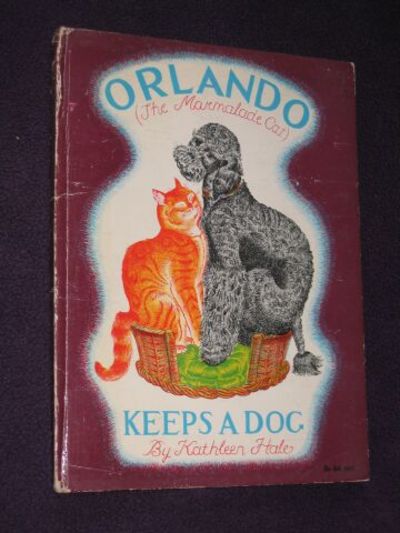 ORLANDO
(The Marmalade Cat)
KEEPS A DOG
By Kathleen Hale